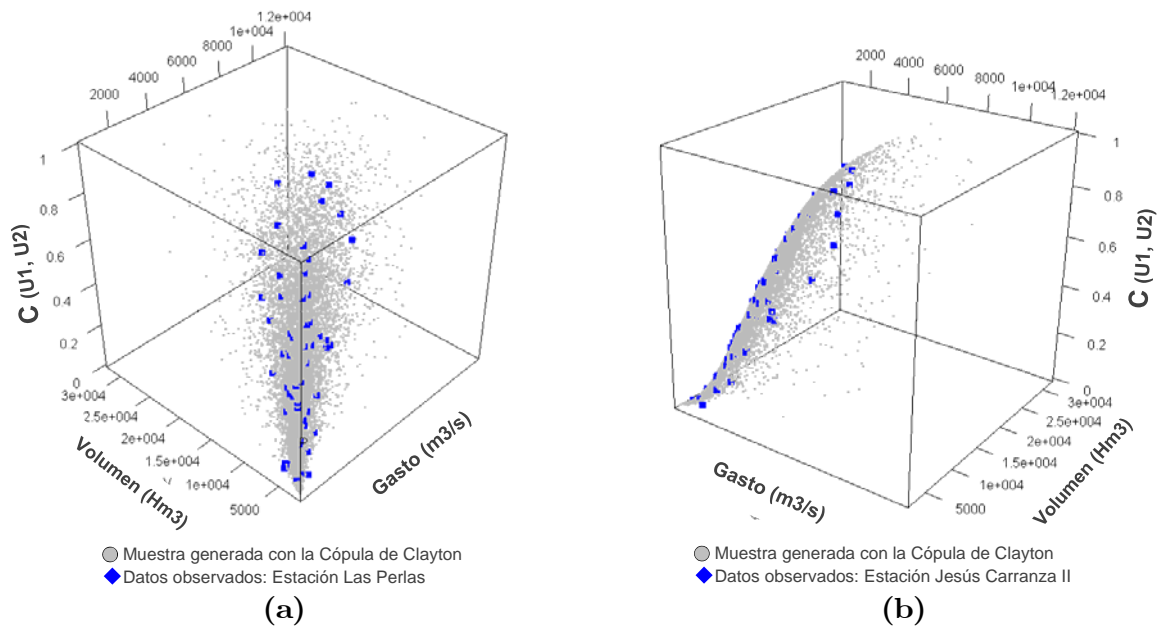 1.2e+004
1e+004
8000
6000
4000
2000
1
0.8
0.6
0.4
0.2
0
C (U1, U2)
3e+004
2.5e+004
2e+004
1.5e+004
1e+004
5000
Volumen (Hm3)
Gasto (m3/s)
Muestra generada con la Cópula de Clayton
Datos observados: Estación Las Perlas
(a)
2000
4000
6000
8000
1e+004
1.2e+004
1
0.8
0.6
0.4
0.2
0
C (U1, U2)
3e+004
2.5e+004
2e+004
1.5e+004
1e+004
5000
Volumen (Hm3)
Gasto (m3/s)
Muestra generada con la Cópula de Clayton
Datos observados: Estación Jesús Carranza II
(b)